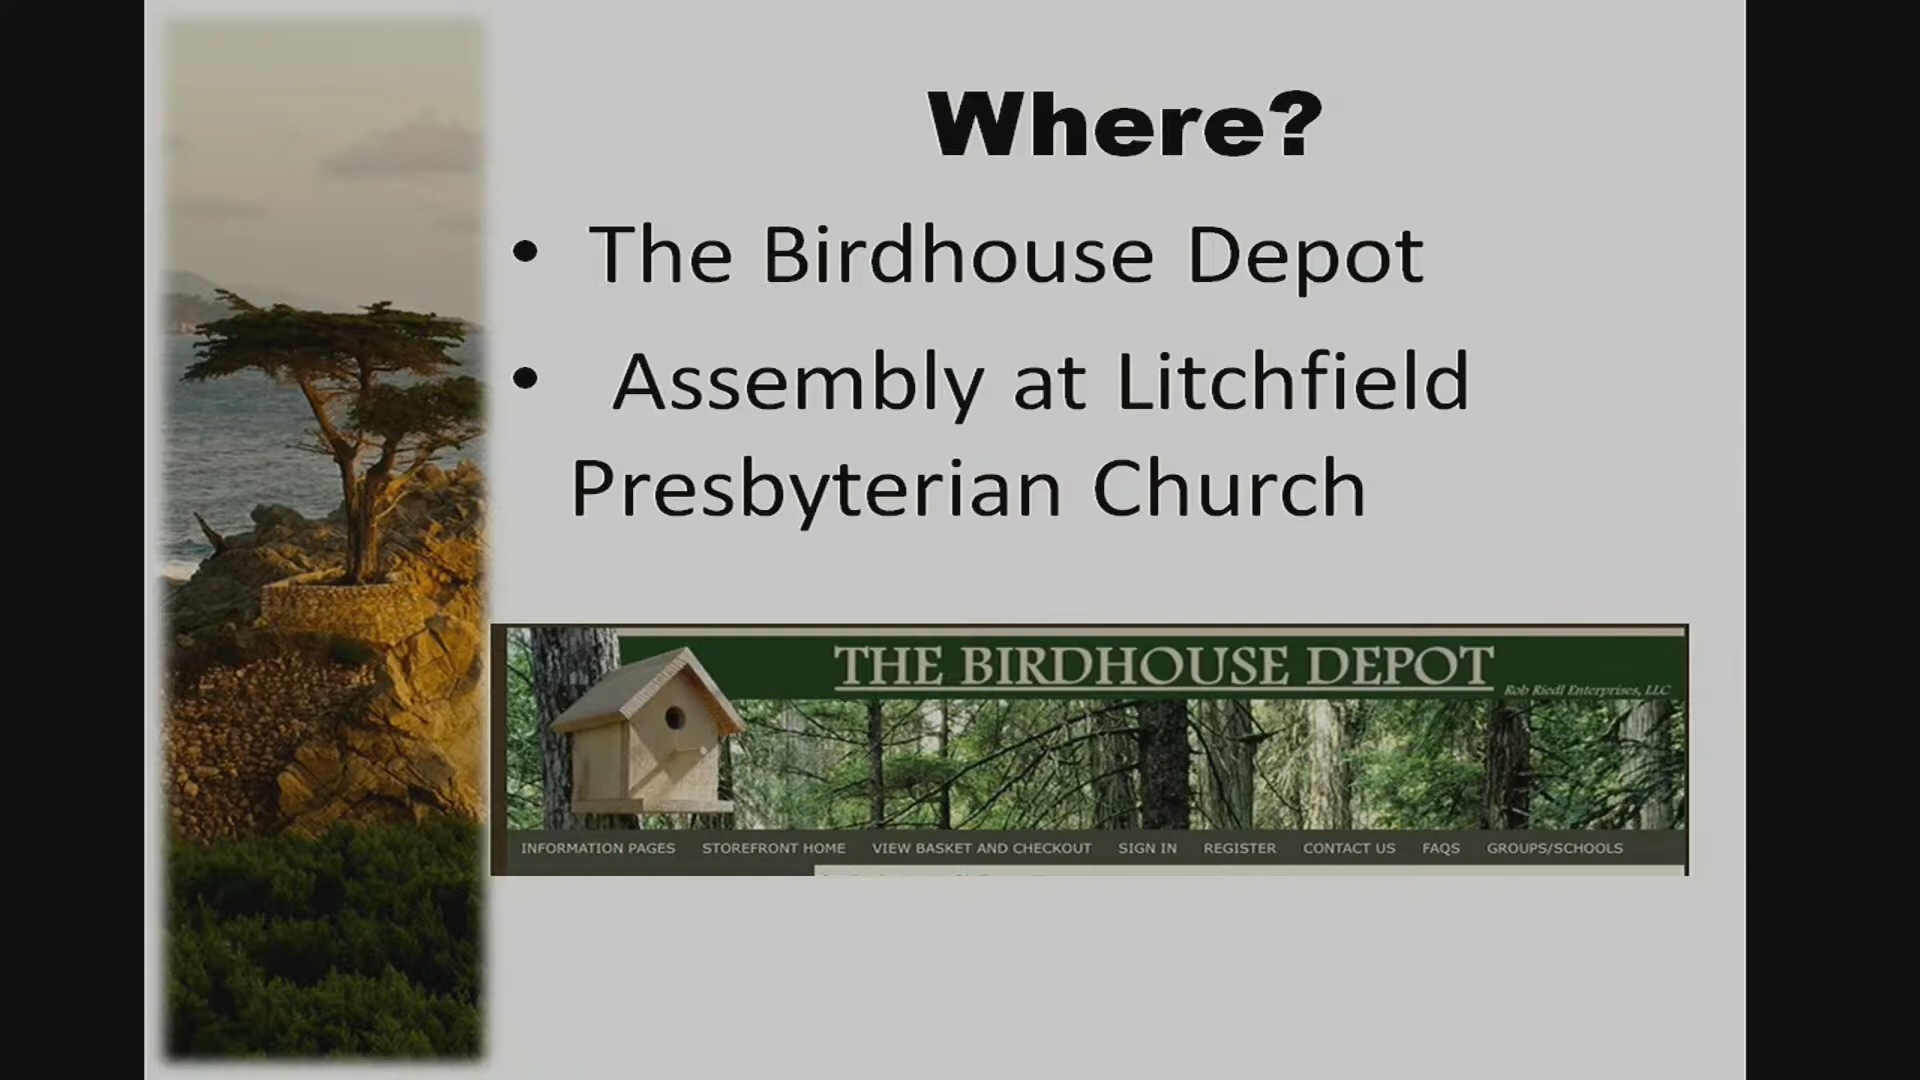 Where?
• The Birdhouse Depot
• Assembly at Litchfield
Presbyterian Church
THE BIRDHOUSE DEPOT
Rob Riedl Enterprises, LLC
INFORMATION PAGES STOREFRONT HOME VIEW BASKET AND CHECKOUT SIGN IN REGISTER CONTACT US FAQS GROUPS/SCHOOLS